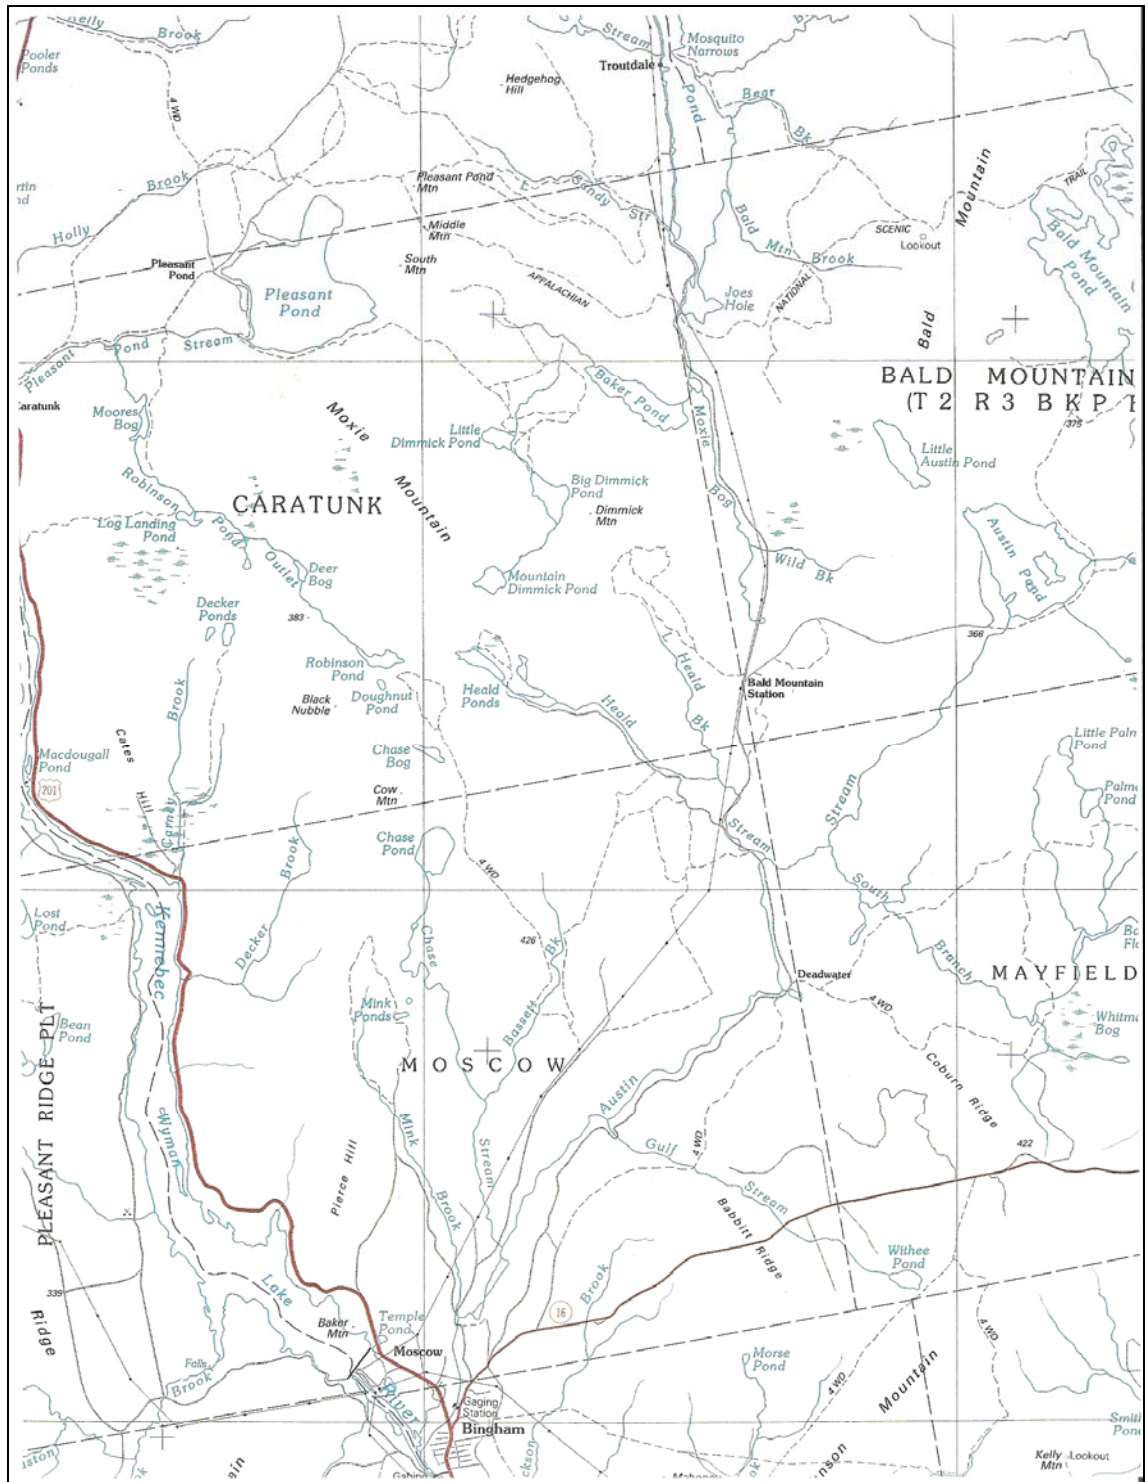 Kelly
Brook
Stream
Mosquito
Narrows
Pooler
Ponds
Troutdale
Hedgehog
Hill
4 WD
Pond
Bear
Bk
Mountain
TRAIL
Brook
Pleasant Pond
Mtn
L
Sandy
Str
Holly
Middle
Mtn
Bald
Mtn
Brook
SCENIC
Lookout
Bald Mountain
Pond
Pleasant
Pond
South
Mtn
APPALACHIAN
NATIONAL
Pleasant
Pond
Joes
Hole
Bald
Pleasant
Pond
Stream
BALD MOUNTAIN
(T 2 R 3 B K P
Caratunk
Moores
Bog
Moxie
Baker Pond
Moxie
375
Little
Dimmick Pond
Little
Austin Pond
Robinson
Mountain
Big Dimmick
Pond
Bog
CARATUNK
Dimmick
Mtn
Log Landing
Pond
Pond
Austin
Pond
Outlet
Deer
Bog
Wild Bk
Mountain
Dimmick Pond
Decker
Ponds
383
366
L
Robinson
Pond
Heald
Heald
Ponds
Bald Mountain
Station
Brook
Black
Nubble
Doughnut
Pond
Heald
Bk
Cates
Little Palm
Pond
Macdougall
Pond
Chase
Bog
201
Hill
Cow
Mtn
Stream
Palm
Pond
Carney
Chase
Pond
Stream
Brook
4 WD
South
Lost
Pond
Kennebec
Chase
426
Bk
Decker
Branch
Deadwater
MAYFIELD
4 WD
Mink
Ponds
Bassett
Whitm
Bog
Bean
Pond
MOSCOW
PLEASANT RIDGE PLT
Coburn Ridge
Austin
Wyman
Mink
Gulf
4 WD
422
Stream
Pierce Hill
Brook
Stream
Babbitt Ridge
Withee
Pond
Lake
Brook
339
16
Ridge
Baker
Mtn
Temple
Pond
4 WD
Moscow
Morse
Pond
Falls
Brook
River
4 WD
Mountain
Gaging
Station
Bingham
Kelly
Mtn
Lookout